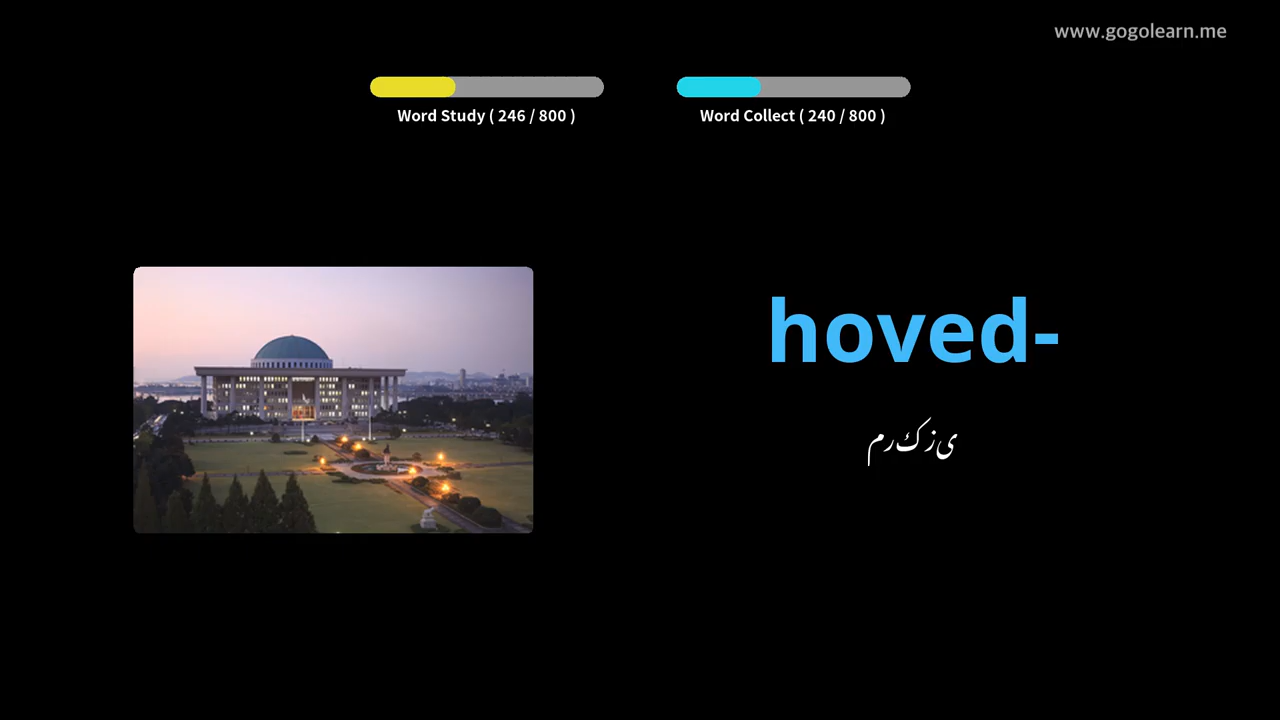 www.gogolearn.me
Word Study ( 246 / 800 )
Word Collect ( 240 / 800 )
hoved-
مرکزی